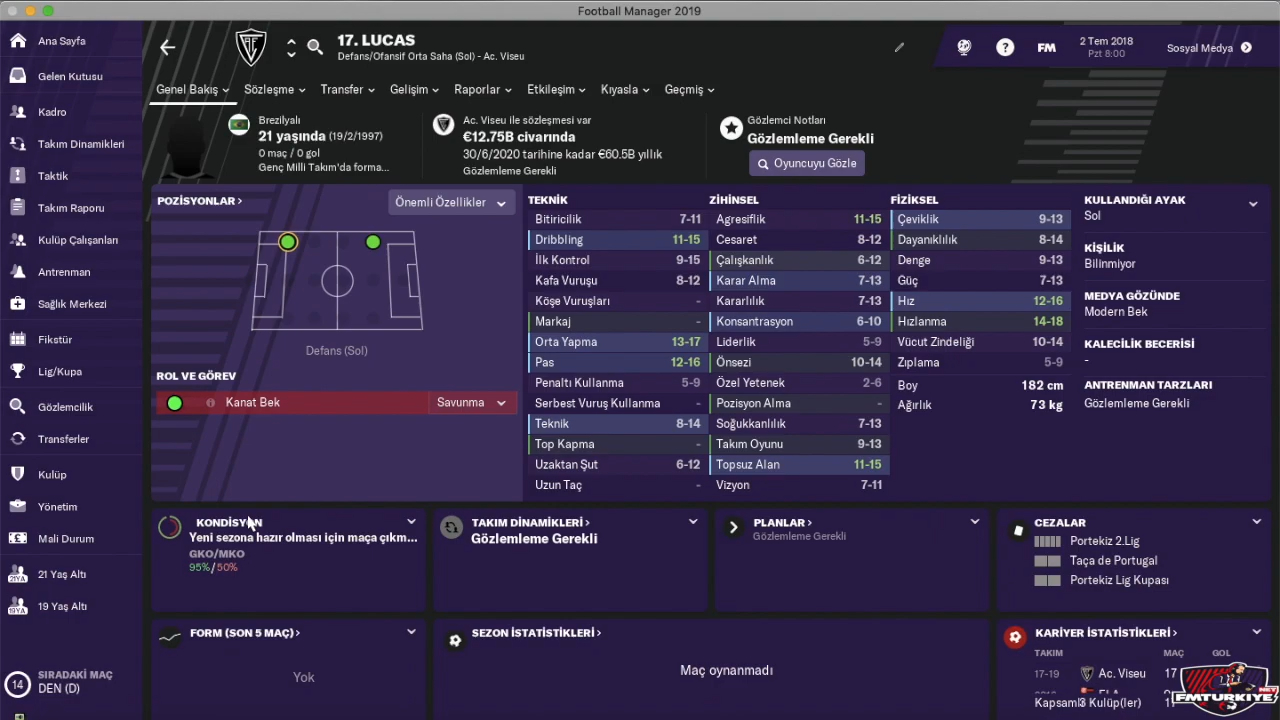 Football Manager 2019
Ana Sayfa
Gelen Kutusu
Kadro
Takım Dinamikleri
Taktik
Takım Raporu
Kulüp Çalışanları
Antrenman
Sağlık Merkezi
Fikstür
Lig/Kupa
Gözlemcilik
Transferler
Kulüp
Yönetim
Mali Durum
21YA
21 Yaş Altı
19YA
19 Yaş Altı
14
SIRADAKİ MAÇ
DEN (D)
17. LUCAS
Defans/Ofansif Orta Saha (Sol) - Ac. Viseu
FM
2 Tem 2018
Pzt 8:00
Sosyal Medya
Genel Bakış
Sözleşme
Transfer
Gelişim
Raporlar
Etkileşim
Kıyasla
Geçmiş
Brezilyalı
21 yaşında (19/2/1997)
0 maç / 0 gol
Genç Milli Takım'da forma...
Ac. Viseu ile sözleşmesi var
€12.75B civarında
30/6/2020 tarihine kadar €60.5B yıllık
Gözlemleme Gerekli
Gözlemci Notları
Gözlemleme Gerekli
Oyuncuyu Gözle
POZİSYONLAR >
Önemli Özellikler
Defans (Sol)
ROL VE GÖREV
Kanat Bek
Savunma
TEKNİK
Bitiricilik 7-11
Dribbling 11-15
İlk Kontrol 9-15
Kafa Vuruşu 8-12
Köşe Vuruşları -
Markaj -
Orta Yapma 13-17
Pas 12-16
Penaltı Kullanma 5-9
Serbest Vuruş Kullanma -
Teknik 8-14
Top Kapma -
Uzaktan Şut 6-12
Uzun Taç -
ZİHİNSEL
Agresiflik 11-15
Cesaret 8-12
Çalışkanlık 6-12
Karar Alma 7-13
Kararlılık 7-13
Konsantrasyon 6-10
Liderlik 5-9
Önsezi 10-14
Özel Yetenek 2-6
Pozisyon Alma -
Soğukkanlılık 7-13
Takım Oyunu 9-13
Topsuz Alan 11-15
Vizyon 7-11
FİZİKSEL
Çeviklik 9-13
Dayanıklılık 8-14
Denge 9-13
Güç 7-13
Hız 12-16
Hızlanma 14-18
Vücut Zindeliği 10-14
Zıplama 5-9
Boy 182 cm
Ağırlık 73 kg
KULLANDIĞI AYAK
Sol
KİŞİLİK
Bilinmiyor
MEDYA GÖZÜNDE
Modern Bek
KALECİLİK BECERİSİ
-
ANTRENMAN TARZLARI
Gözlemleme Gerekli
KONDİSYON
Yeni sezona hazır olması için maça çıkm...
GKO/MKO
95%/50%
TAKIM DİNAMİKLERİ >
Gözlemleme Gerekli
PLANLAR >
Gözlemleme Gerekli
CEZALAR
Portekiz 2.Lig
Taça de Portugal
Portekiz Lig Kupası
FORM (SON 5 MAÇ) >
Yok
SEZON İSTATİSTİKLERİ >
Maç oynanmadı
KARİYER İSTATİSTİKLERİ >
TAKIM MAÇ GOL
17-19 Ac. Viseu 17
Kapsamlı
3 Kulüp(ler)
FMTURKIYE
.NET